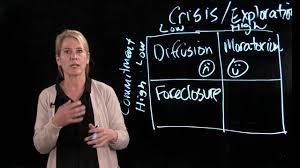 Crisis/Exploration
Low High
Diffusion Moratorium
Foreclosure
Commitment
High Low